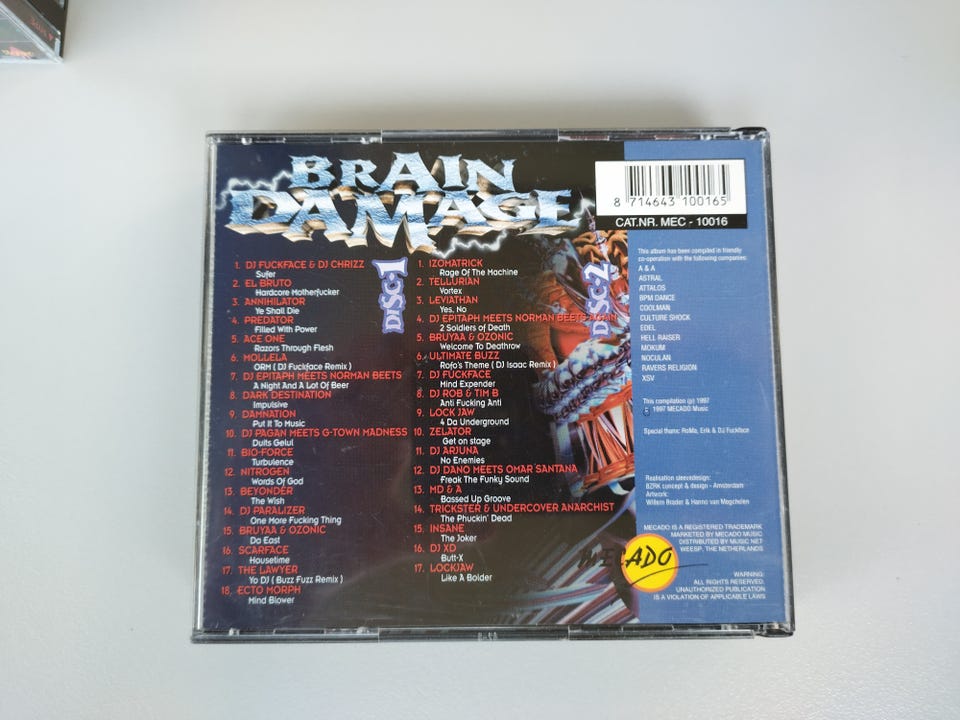 BRAIN
DAMAGE
8 714643 100165
CAT.NR. MEC - 10016
DISC·1
1. DJ FUCKFACE & DJ CHRIZZ
Sufer
2. EL BRUTO
Hardcore Motherfucker
3. ANNIHILATOR
Ye Shall Die
4. PREDATOR
Filled With Power
5. ACE ONE
Razors Through Flesh
6. MOLLELA
ORM ( DJ Fuckface Remix )
7. DJ EPITAPH MEETS NORMAN BEETS
A Night And A Lot Of Beer
8. DARK DESTINATION
Impulsive
9. DAMNATION
Put It To Music
10. DJ PAGAN MEETS G-TOWN MADNESS
Duits Gelul
11. BIO-FORCE
Turbulence
12. NITROGEN
Words Of God
13. BEYONDER
The Wish
14. DJ PARALIZER
One More Fucking Thing
15. BRUYAA & OZONIC
Da East
16. SCARFACE
Housetime
17. THE LAWYER
Yo DJ ( Buzz Fuzz Remix )
18. ECTO MORPH
Mind Blower
DISC·2
1. IZOMATRICK
Rage Of The Machine
2. TELLURIAN
Vortex
3. LEVIATHAN
Yes, No
4. DJ EPITAPH MEETS NORMAN BEETS AGAIN
2 Soldiers of Death
5. BRUYAA & OZONIC
Welcome To Deathrow
6. ULTIMATE BUZZ
Rofo's Theme ( DJ Isaac Remix )
7. DJ FUCKFACE
Mind Expender
8. DJ ROB & TIM B
Anti Fucking Anti
9. LOCK JAW
4 Da Underground
10. ZELATOR
Get on stage
11. DJ ARJUNA
No Enemies
12. DJ DANO MEETS OMAR SANTANA
Freak The Funky Sound
13. MD & A
Bassed Up Groove
14. TRICKSTER & UNDERCOVER ANARCHIST
The Phuckin' Dead
15. INSANE
The Joker
16. DJ XD
Butt-X
17. LOCKJAW
Like A Bolder
This album has been compiled in friendly
co-operation with the following companies:
A & A
ASTRAL
ATTALOS
BPM DANCE
COOLMAN
CULTURE SHOCK
EDEL
HELL RAISER
MOKUM
NOCULAN
RAVERS RELIGION
XSV
This compilation (p) 1997
© 1997 MECADO Music
Special thanx: RoMa, Erik & DJ Fuckface
Realisation sleevedesign:
BZRK concept & design - Amsterdam
Artwork:
Willem Brader & Hanno van Megchelen
MECADO IS A REGISTERED TRADEMARK
MARKETED BY MECADO MUSIC
DISTRIBUTED BY MUSIC NET
WEESP, THE NETHERLANDS
MECADO
WARNING:
ALL RIGHTS RESERVED.
UNAUTHORIZED PUBLICATION
IS A VIOLATION OF APPLICABLE LAWS